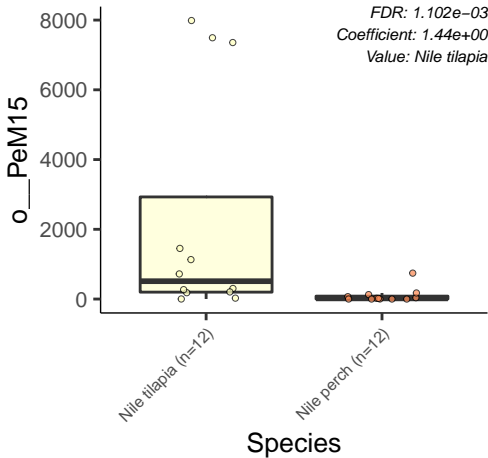 FDR: 1.102e−03
Coefficient: 1.44e+00
Value: Nile tilapia
8000
6000
4000
2000
0
o__PeM15
Nile tilapia (n=12)
Nile perch (n=12)
Species